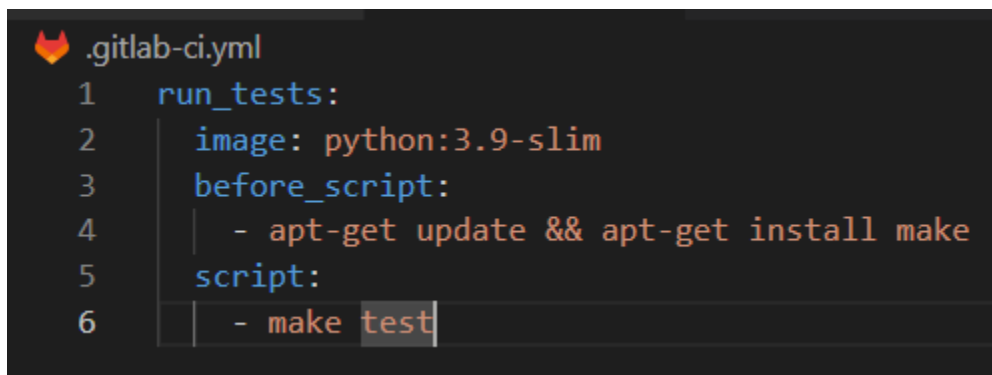 .gitlab-ci.yml
1 run_tests:
2 image: python:3.9-slim
3 before_script:
4 - apt-get update && apt-get install make
5 script:
6 - make test